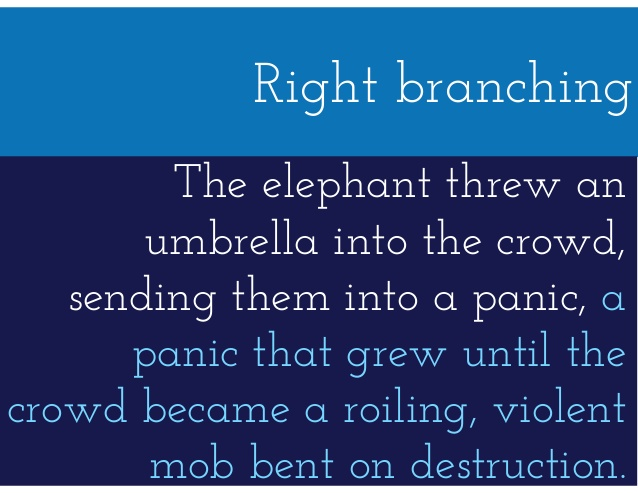 Right branching
The elephant threw an
umbrella into the crowd,
sending them into a panic, a
panic that grew until the
crowd became a roiling, violent
mob bent on destruction.